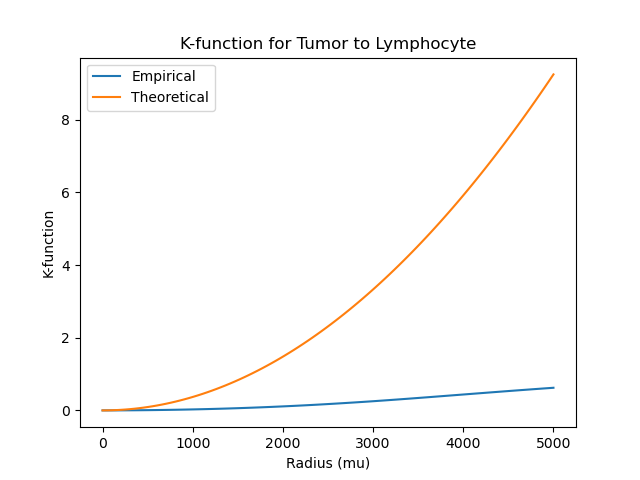 K-function for Tumor to Lymphocyte
Empirical
Theoretical
8
6
4
2
0
K-function
0 1000 2000 3000 4000 5000
Radius (mu)